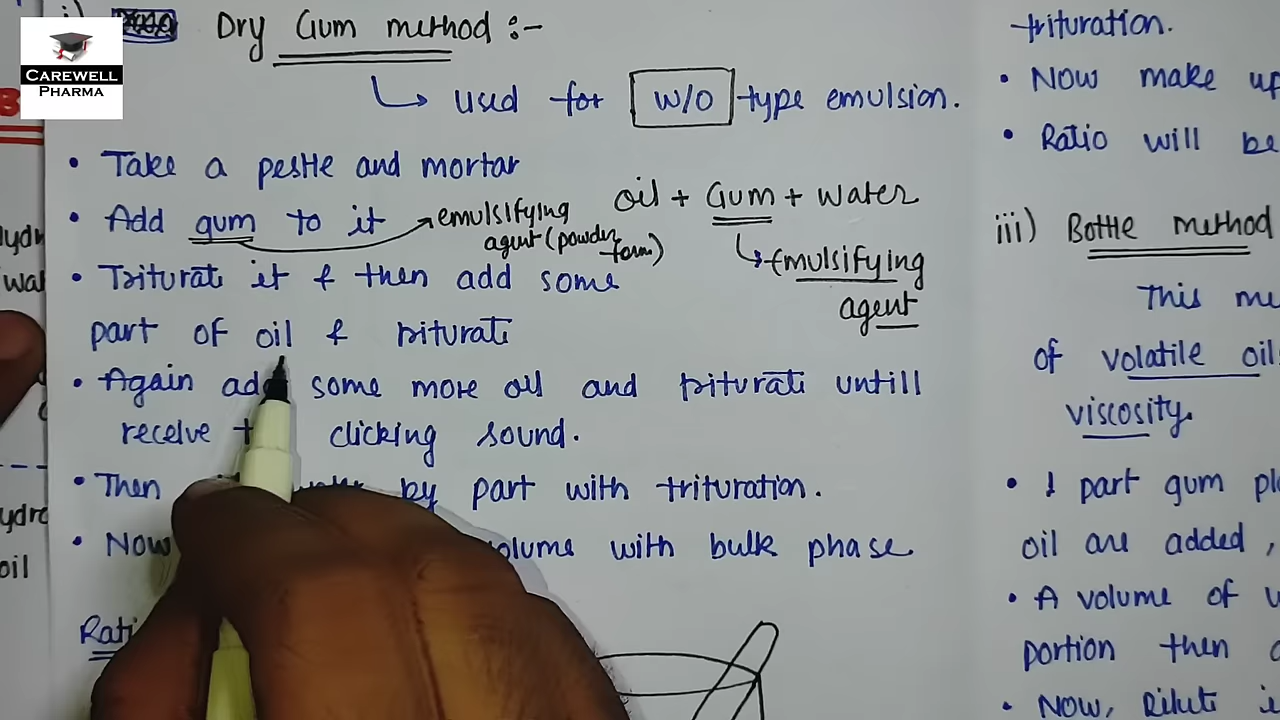 i)
Dry Gum method :-
CAREWELL
PHARMA
used for W/O type emulsion.
• Take a pestle and mortar
• Add gum to it
emulsifying
agent (powder
form)
oil + Gum + water
Emulsifying
agent
• Triturate it & then add some
part of oil & triturate
• Again add some more oil and triturate untill
receive clicking sound.
• Then by part with trituration.
• Now volume with bulk phase
Rati
trituration.
• Now make up
• Ratio will be
iii) Bottle method
This me
of volatile oil
viscosity.
• 1 part gum pl
oil are added,
• A volume of
portion then
• Now, Dilute i
wat
hydro
oil